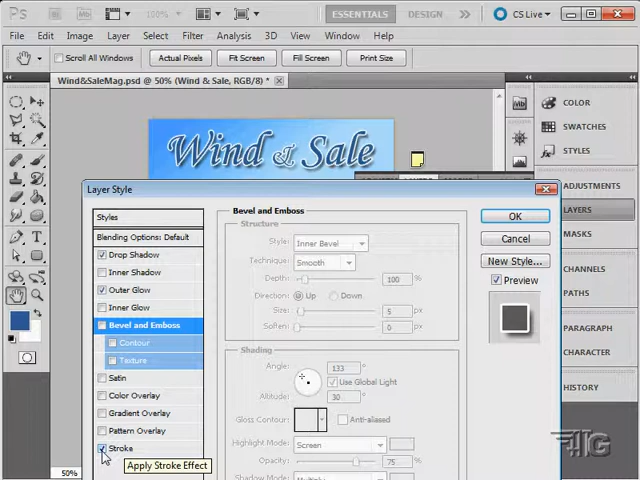 Ps
Mb
100%
ESSENTIALS
DESIGN
CS Live
File Edit Image Layer Select Filter Analysis 3D View Window Help
Scroll All Windows Actual Pixels Fit Screen Fill Screen Print Size
Wind&SaleMag.psd @ 50% (Wind & Sale, RGB/8) *
Wind & Sale
COLOR
SWATCHES
STYLES
ADJUSTMENTS
LAYERS
MASKS
CHANNELS
PATHS
PARAGRAPH
CHARACTER
HISTORY
Layer Style
Styles
Blending Options: Default
Drop Shadow
Inner Shadow
Outer Glow
Inner Glow
Bevel and Emboss
Contour
Texture
Satin
Color Overlay
Gradient Overlay
Pattern Overlay
Stroke
Apply Stroke Effect
50%
Bevel and Emboss
Structure
Style: Inner Bevel
Technique: Smooth
Depth: 100 %
Direction: Up Down
Size: 5 px
Soften: 0 px
Shading
Angle: 133 °
Use Global Light
Altitude: 30 °
Gloss Contour: Anti-aliased
Highlight Mode: Screen
Opacity: 75 %
OK
Cancel
New Style...
Preview